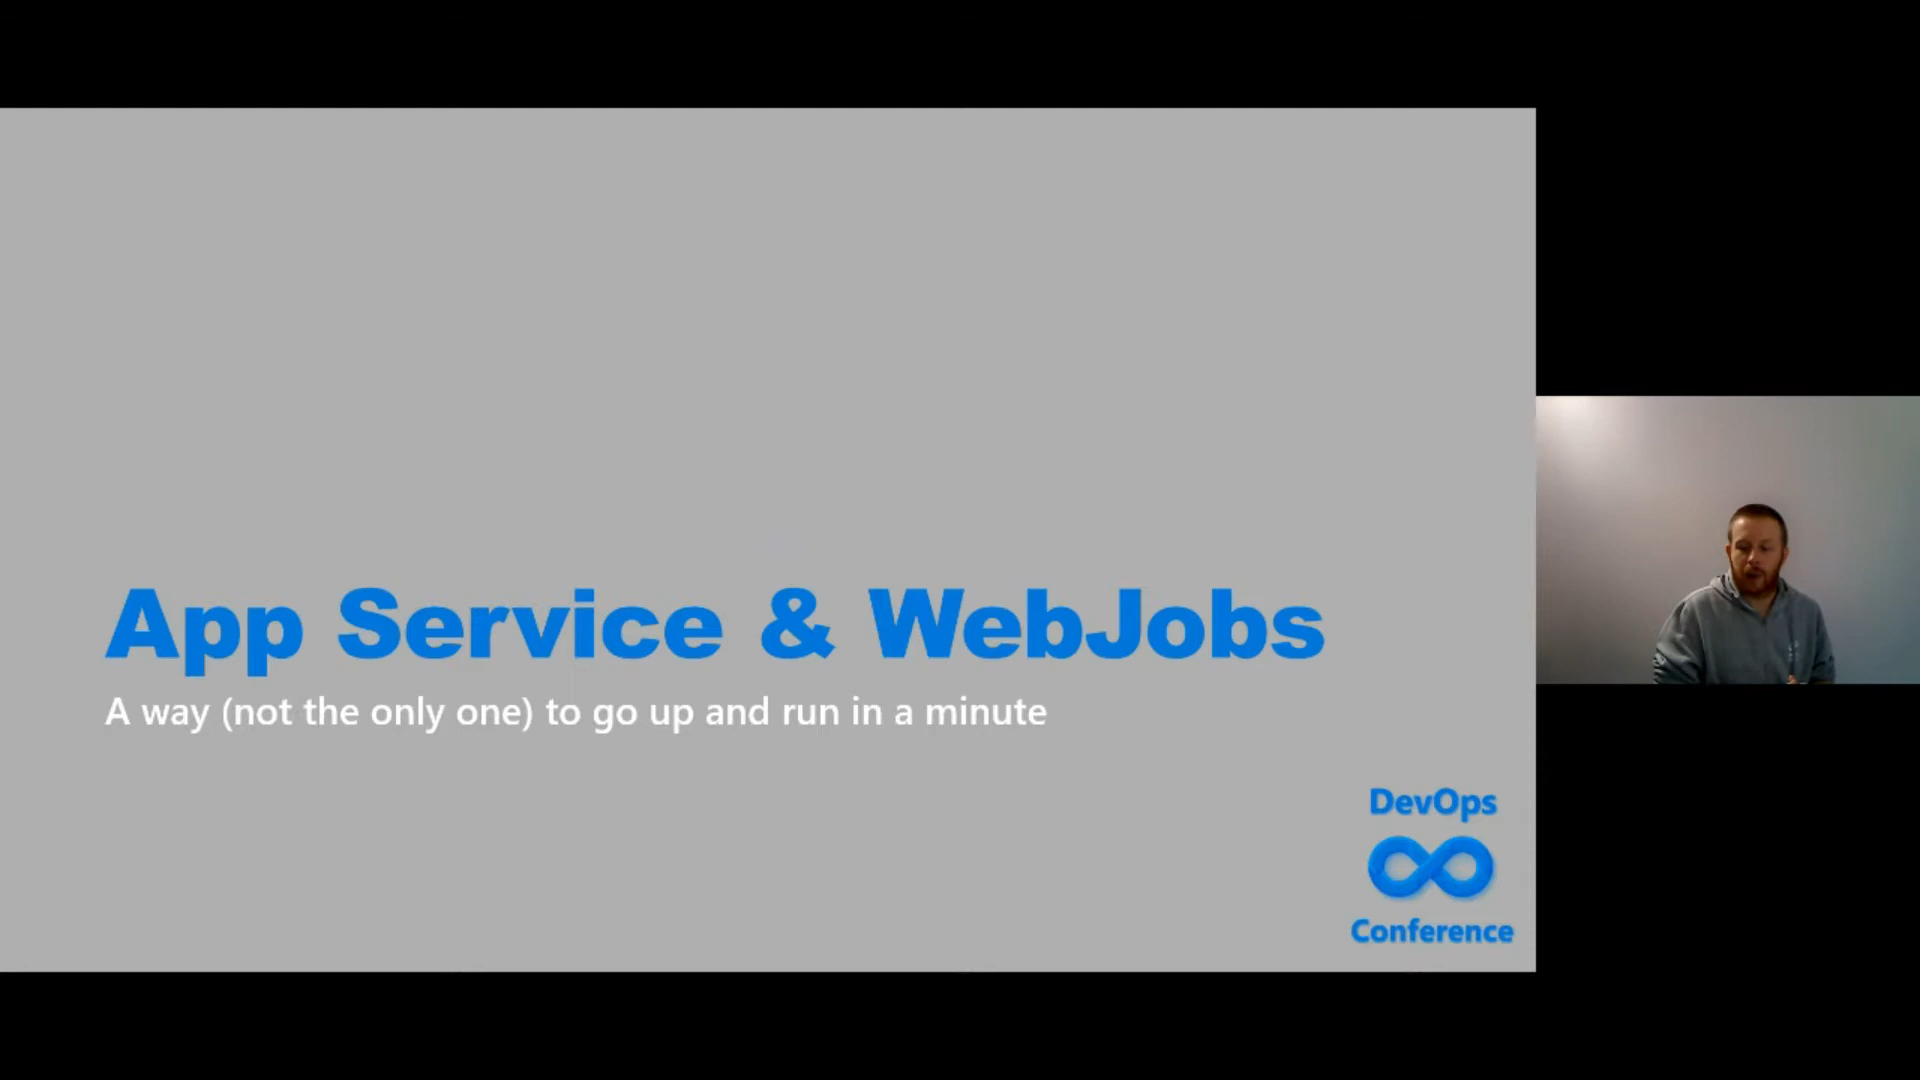 App Service & WebJobs
A way (not the only one) to go up and run in a minute
DevOps
Conference